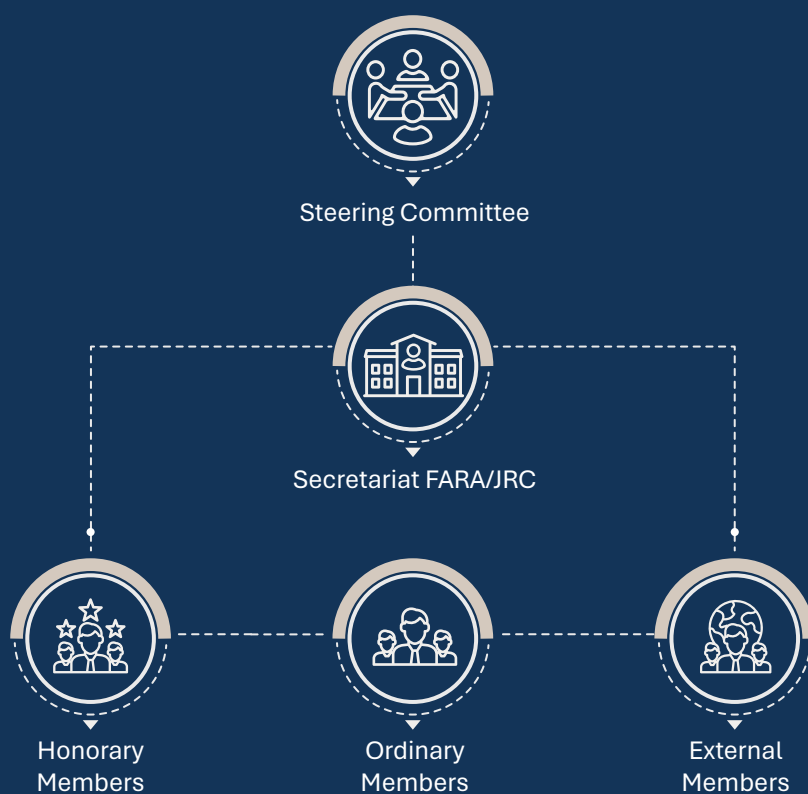 Steering Committee
Secretariat FARA/JRC
Honorary
Members
Ordinary
Members
External
Members